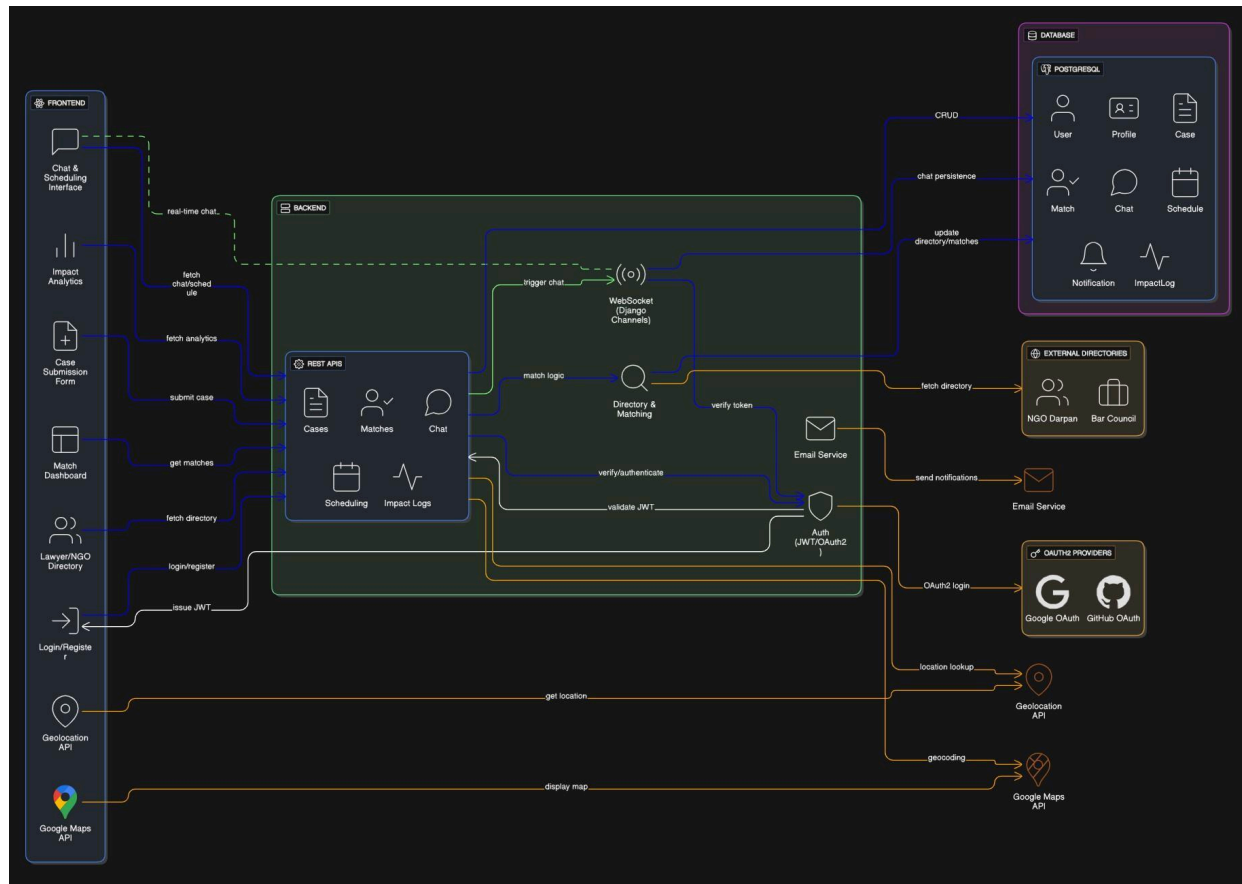 FRONTEND
Chat &
Scheduling
Interface
Impact
Analytics
Case
Submission
Form
Match
Dashboard
Lawyer/NGO
Directory
Login/Registe
r
Geolocation
API
Google Maps
API
real-time chat
fetch
chat/sched
ule
fetch analytics
submit case
get matches
fetch directory
login/register
issue JWT
get location
display map
BACKEND
REST APIS
Cases
Matches
Chat
Scheduling
Impact Logs
trigger chat
match logic
verify/authenticate
validate JWT
WebSocket
(Django
Channels)
Directory &
Matching
verify token
Email Service
Auth
(JWT/OAuth2
)
CRUD
chat persistence
update
directory/matches
fetch directory
send notifications
OAuth2 login
location lookup
geocoding
DATABASE
POSTGRESQL
User
Profile
Case
Match
Chat
Schedule
Notification
ImpactLog
EXTERNAL DIRECTORIES
NGO Darpan
Bar Council
Email Service
OAUTH2 PROVIDERS
Google OAuth
GitHub OAuth
Geolocation
API
Google Maps
API